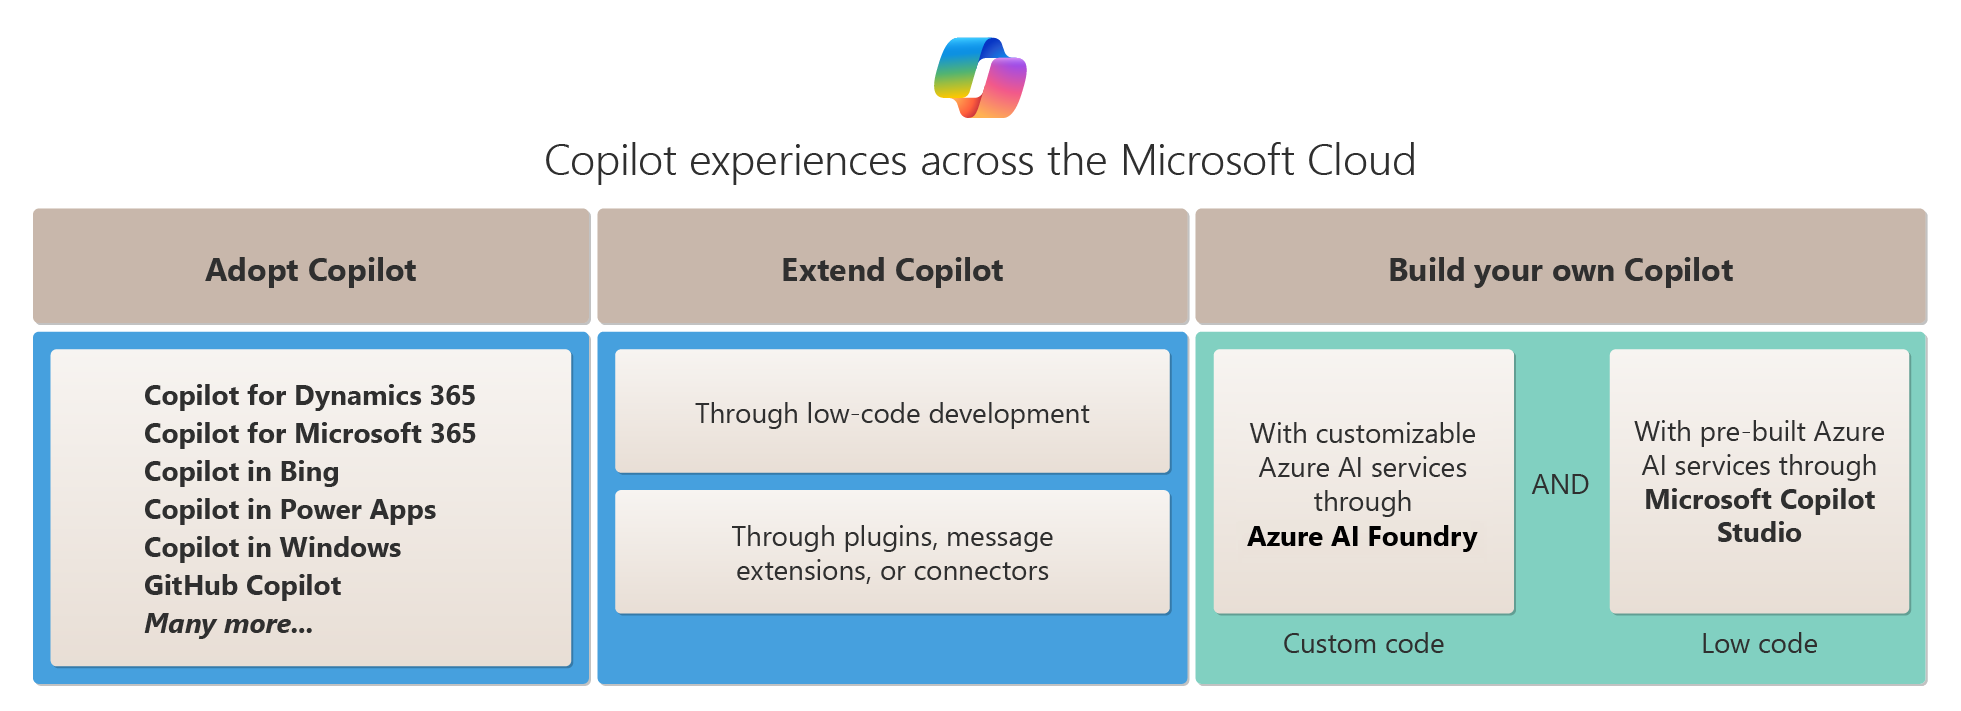 Copilot experiences across the Microsoft Cloud
Adopt Copilot
Extend Copilot
Build your own Copilot
Copilot for Dynamics 365
Copilot for Microsoft 365
Copilot in Bing
Copilot in Power Apps
Copilot in Windows
GitHub Copilot
Many more...
Through low-code development
Through plugins, message
extensions, or connectors
With customizable
Azure AI services
through
Azure AI Foundry
Custom code
AND
With pre-built Azure
AI services through
Microsoft Copilot
Studio
Low code